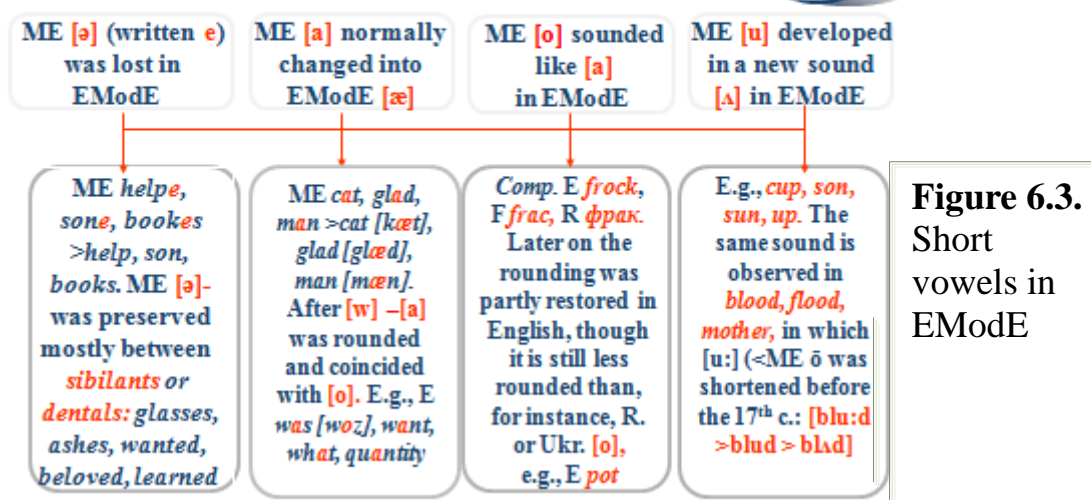 ME [ə] (written e)
was lost in
EModE
ME [a] normally
changed into
EModE [æ]
ME [o] sounded
like [a]
in EModE
ME [u] developed
in a new sound
[ʌ] in EModE
ME helpe,
sone, bookes
>help, son,
books. ME [ə]-
was preserved
mostly between
sibilants or
dentals: glasses,
ashes, wanted,
beloved, learned
ME cat, glad,
man >cat [kæt],
glad [glæd],
man [mæn].
After [w] –[a]
was rounded
and coincided
with [o]. E.g., E
was [woz], want,
what, quantity
Comp. E frock,
F frac, R фрак.
Later on the
rounding was
partly restored in
English, though
it is still less
rounded than,
for instance, R.
or Ukr. [o],
e.g., E pot
E.g., cup, son,
sun, up. The
same sound is
observed in
blood, flood,
mother, in which
[u:] (<ME ō was
shortened before
the 17th c.: [blu:d
>blud > blʌd]
Figure 6.3.
Short
vowels in
EModE